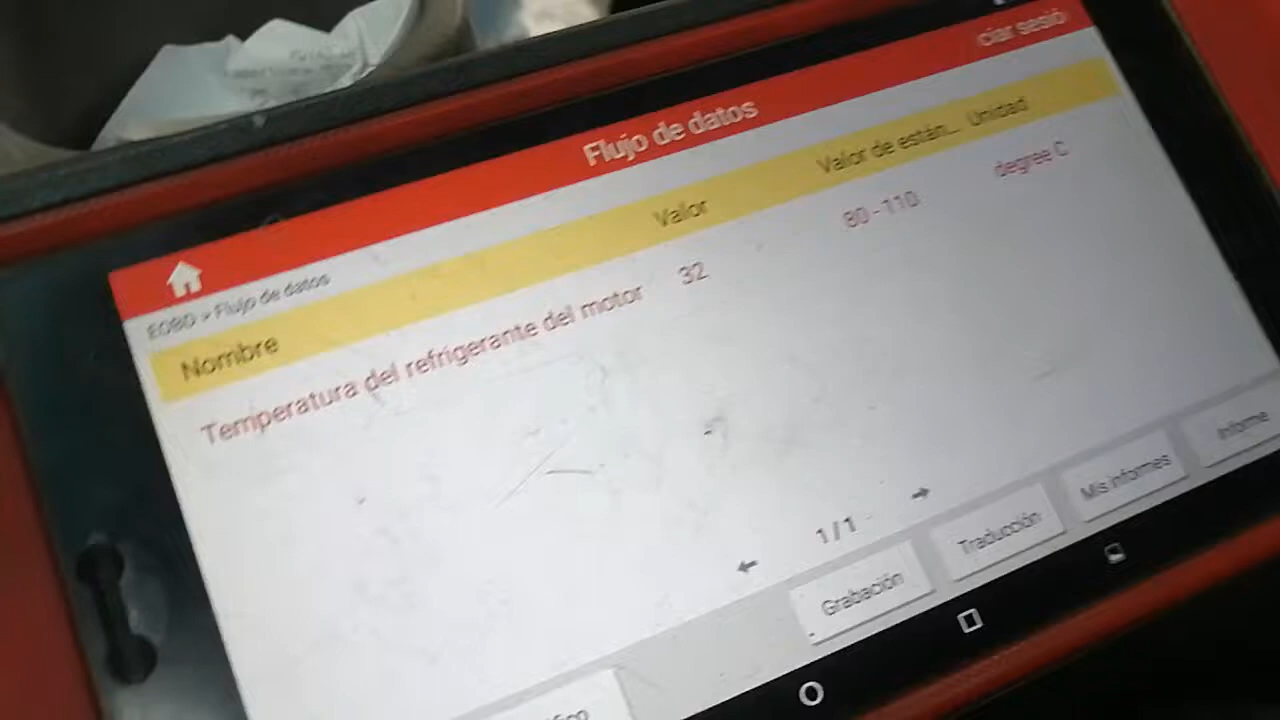 ciar sesió
Flujo de datos
EOBD > Flujo de datos
Nombre Valor Valor de están... Unidad
Temperatura del refrigerante del motor 32 80 - 110 degree C
1 / 1
Grabación Traducción Mis informes Informe